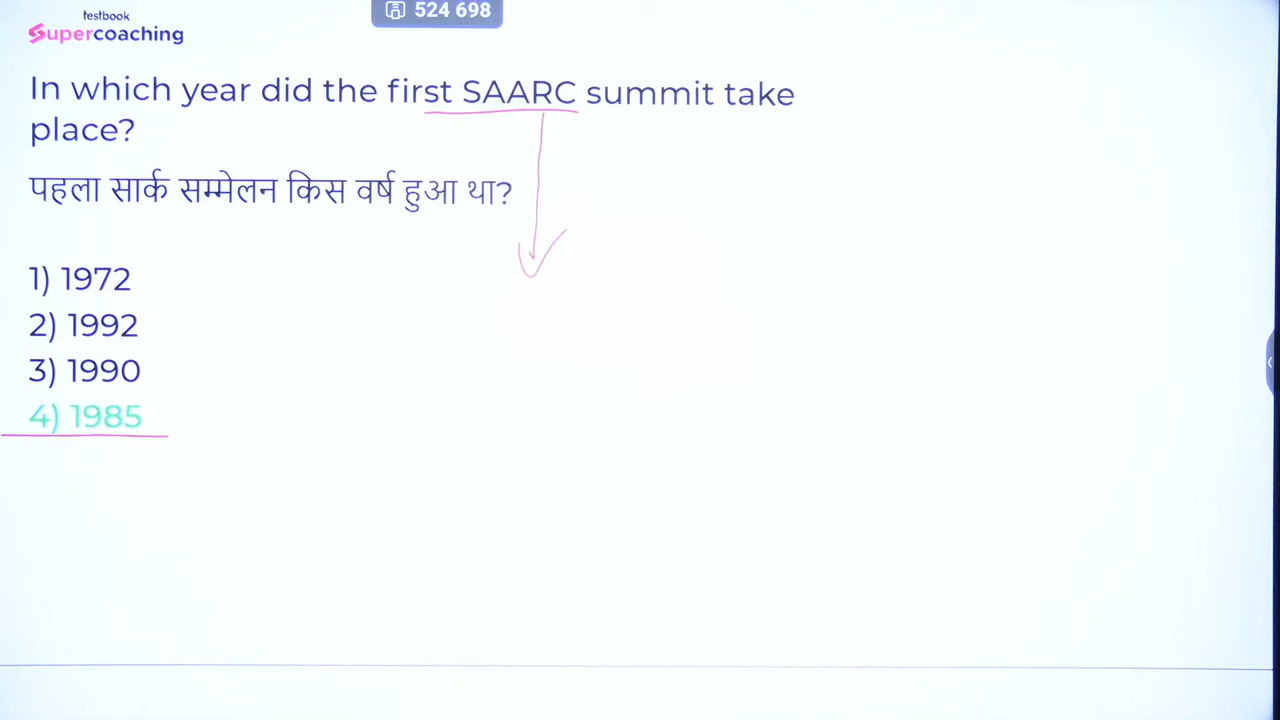 testbook
524 698
Supercoaching
In which year did the first SAARC summit take
place?
पहला सार्क सम्मेलन किस वर्ष हुआ था?
1) 1972
2) 1992
3) 1990
4) 1985